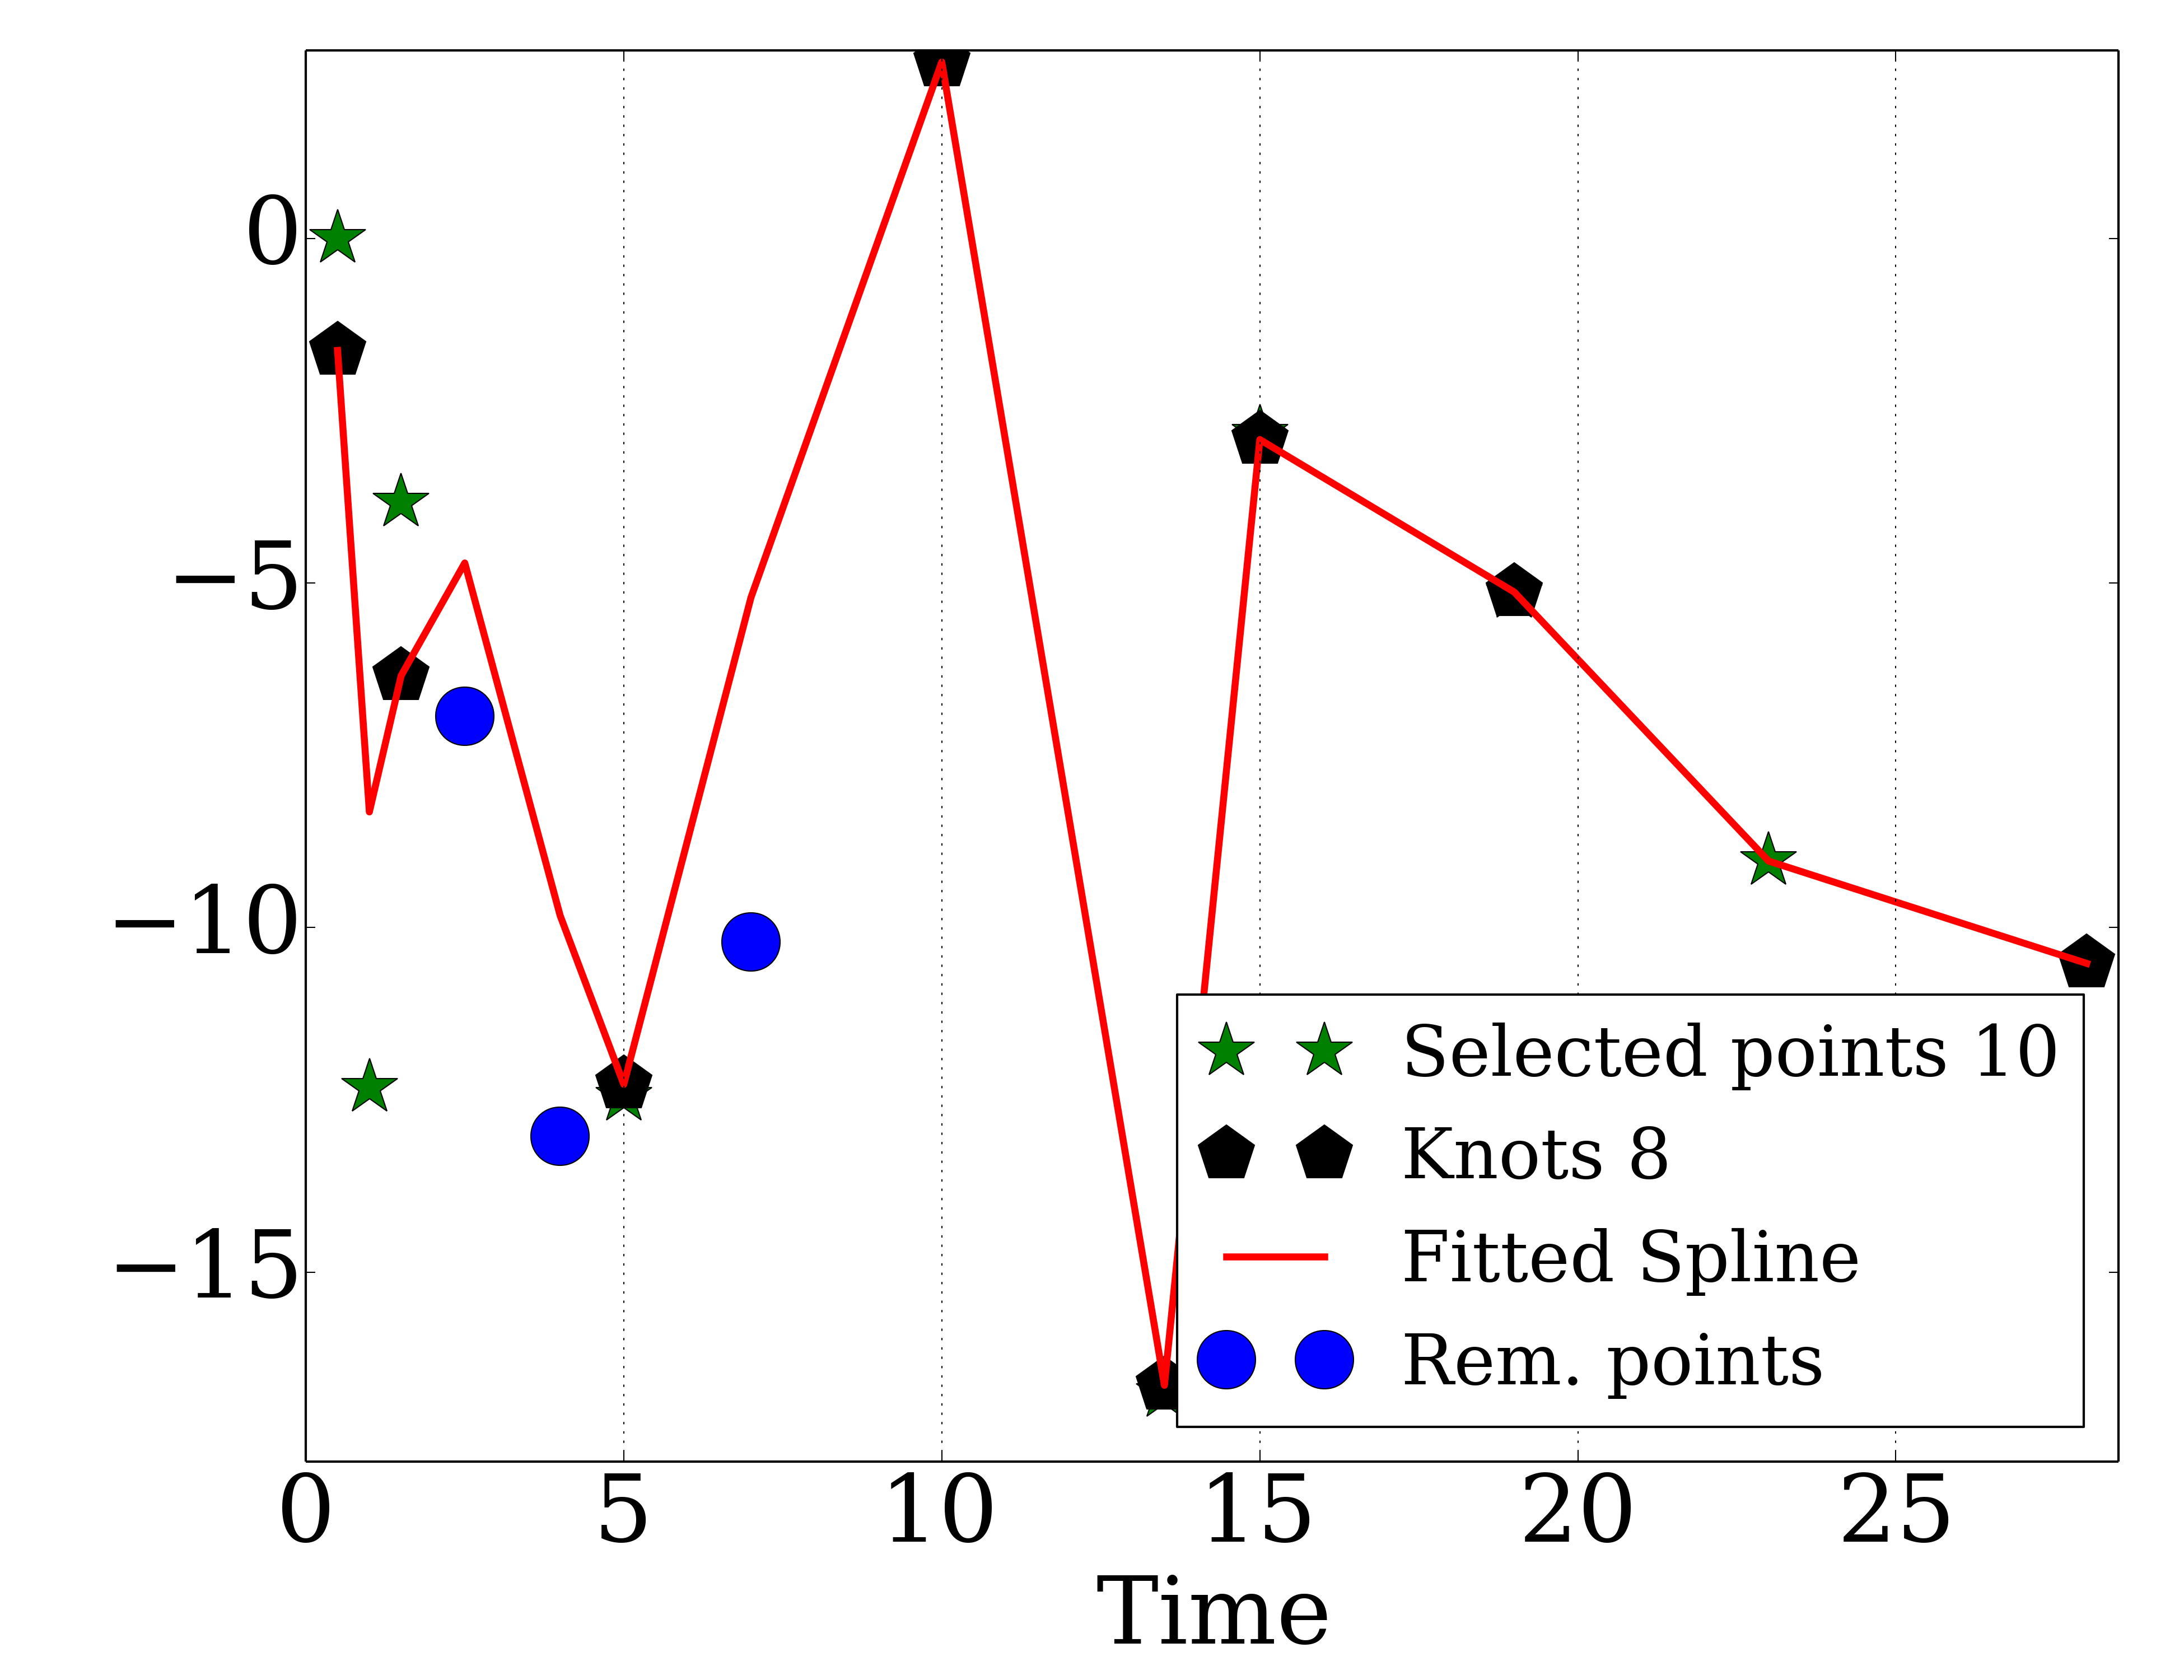 0
−5
−10
−15
0 5 10 15 20 25
Time
Selected points 10
Knots 8
Fitted Spline
Rem. points